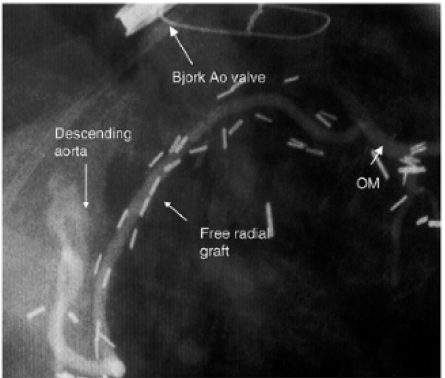 Bjork Ao valve
Descending
aorta
OM
Free radial
graft